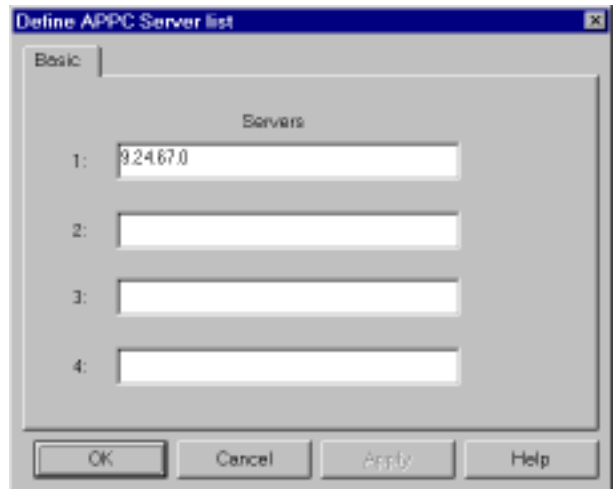 Define APPC Server list
Basic
Servers
1: 9.24.67.0
2:
3:
4:
OK Cancel Apply Help